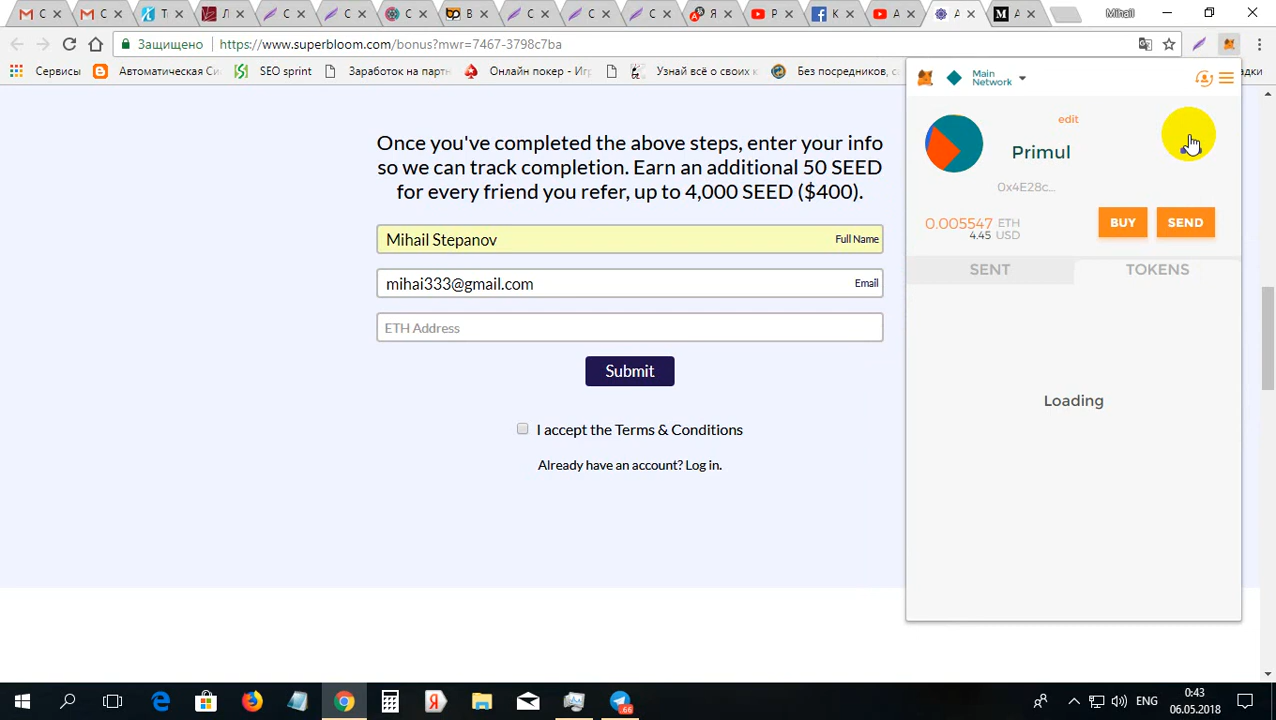 Mihail
Защищено
https://www.superbloom.com/bonus?mwr=7467-3798c7ba
Сервисы
Автоматическая Си
SEO sprint
Заработок на партн
Онлайн покер - Иг
Узнай всё о своих к
Без посредников, с
адки
Once you've completed the above steps, enter your info
so we can track completion. Earn an additional 50 SEED
for every friend you refer, up to 4,000 SEED ($400).
Mihail Stepanov
Full Name
mihai333@gmail.com
Email
ETH Address
Submit
I accept the Terms & Conditions
Already have an account? Log in.
Main
Network
edit
Primul
0x4E28c...
0.005547 ETH
4.45 USD
BUY
SEND
SENT
TOKENS
Loading
ENG
0:43
06.05.2018